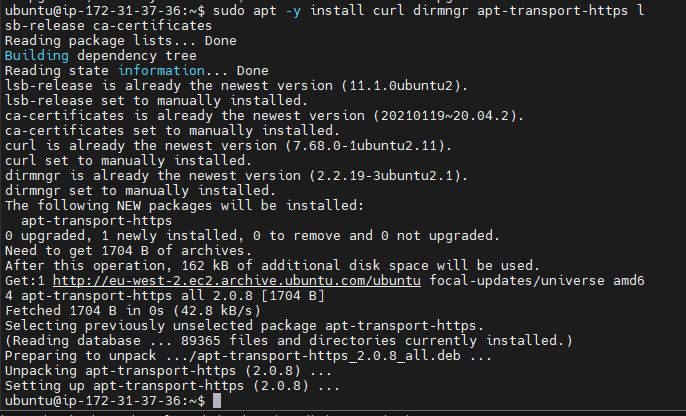 ubuntu@ip-172-31-37-36:~$ sudo apt -y install curl dirmngr apt-transport-https l
sb-release ca-certificates
Reading package lists... Done
Building dependency tree
Reading state information... Done
lsb-release is already the newest version (11.1.0ubuntu2).
lsb-release set to manually installed.
ca-certificates is already the newest version (20210119~20.04.2).
ca-certificates set to manually installed.
curl is already the newest version (7.68.0-1ubuntu2.11).
curl set to manually installed.
dirmngr is already the newest version (2.2.19-3ubuntu2.1).
dirmngr set to manually installed.
The following NEW packages will be installed:
  apt-transport-https
0 upgraded, 1 newly installed, 0 to remove and 0 not upgraded.
Need to get 1704 B of archives.
After this operation, 162 kB of additional disk space will be used.
Get:1 http://eu-west-2.ec2.archive.ubuntu.com/ubuntu focal-updates/universe amd6
4 apt-transport-https all 2.0.8 [1704 B]
Fetched 1704 B in 0s (42.8 kB/s)
Selecting previously unselected package apt-transport-https.
(Reading database ... 89365 files and directories currently installed.)
Preparing to unpack .../apt-transport-https_2.0.8_all.deb ...
Unpacking apt-transport-https (2.0.8) ...
Setting up apt-transport-https (2.0.8) ...
ubuntu@ip-172-31-37-36:~$